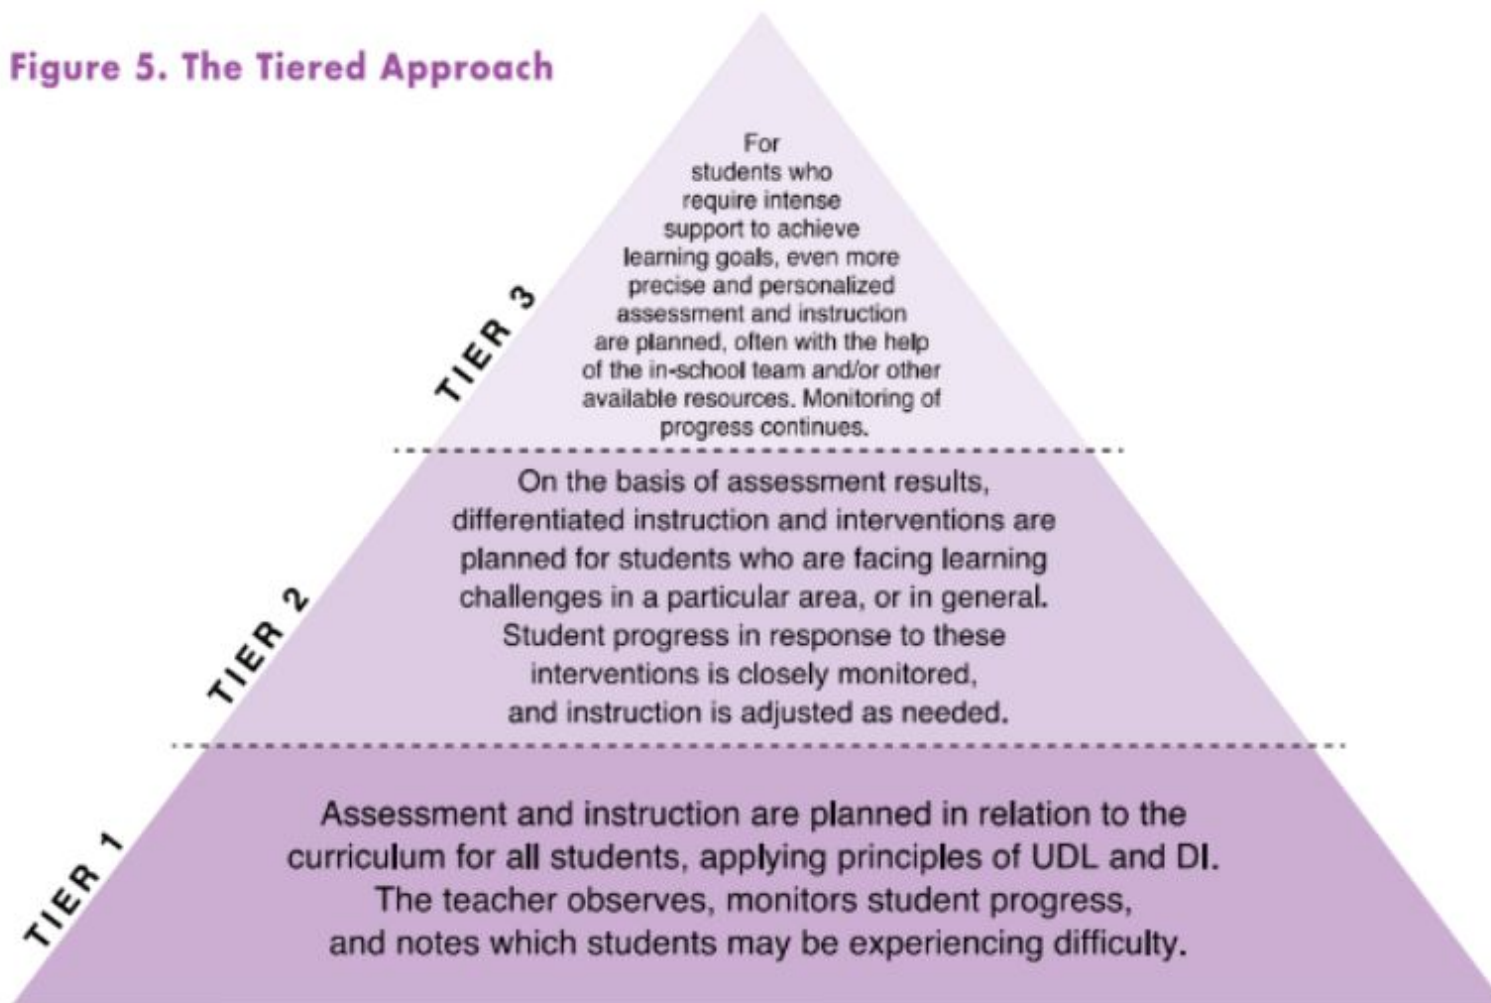 Figure 5. The Tiered Approach
For
students who
require intense
support to achieve
learning goals, even more
precise and personalized
assessment and instruction
are planned, often with the help
of the in-school team and/or other
available resources. Monitoring of
progress continues.
TIER 3
On the basis of assessment results,
differentiated instruction and interventions are
planned for students who are facing learning
challenges in a particular area, or in general.
Student progress in response to these
interventions is closely monitored,
and instruction is adjusted as needed.
TIER 2
Assessment and instruction are planned in relation to the
curriculum for all students, applying principles of UDL and DI.
The teacher observes, monitors student progress,
and notes which students may be experiencing difficulty.
TIER 1